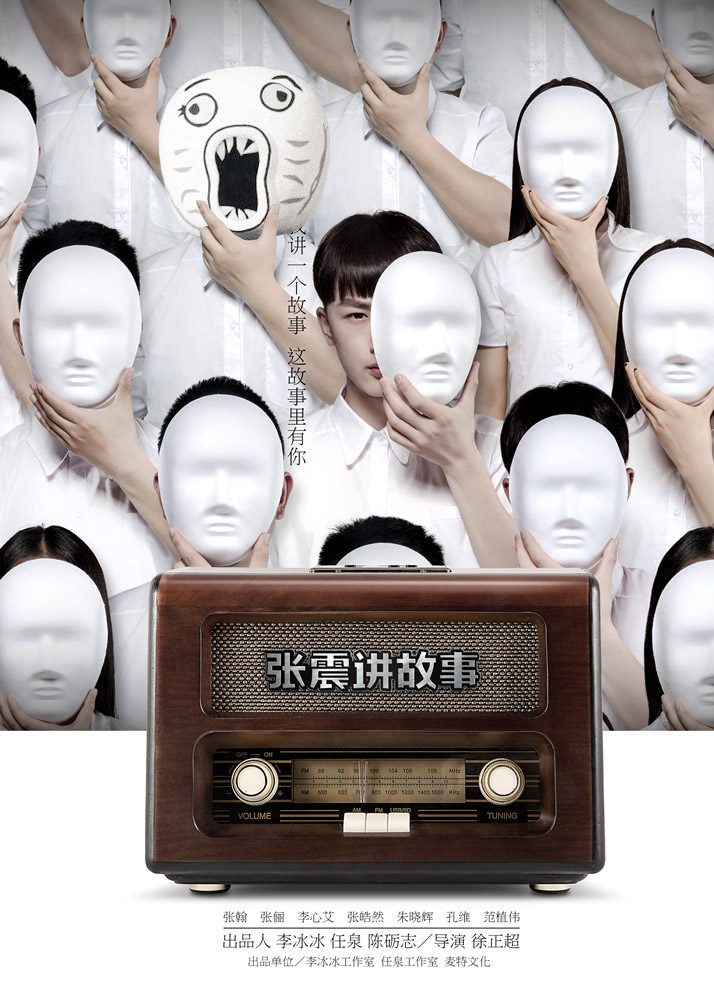 讲一个故事 这故事里有你
张震讲故事
OFF — ON
FM 88 92 96 100 104 106 108 MHz
AM 530 600 700 800 1000 1200 1400 1600 KHz
AM FM USB/SD
VOLUME
TUNING
张翰 张俪 李心艾 张皓然 朱晓辉 孔维 范植伟
出品人 李冰冰 任泉 陈砺志／导演 徐正超
出品单位／李冰冰工作室 任泉工作室 麦特文化